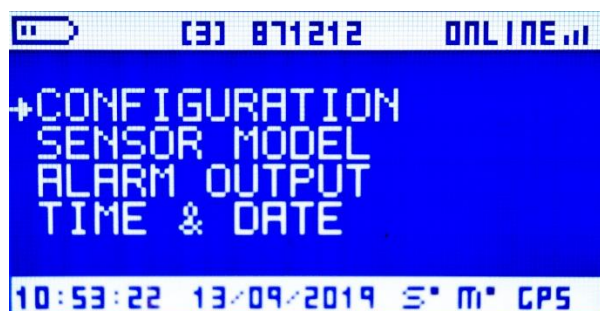 [3] 871212 ONLINE
→CONFIGURATION
SENSOR MODEL
ALARM OUTPUT
TIME & DATE
10:53:22 13/09/2019 S▪ M▪ GPS